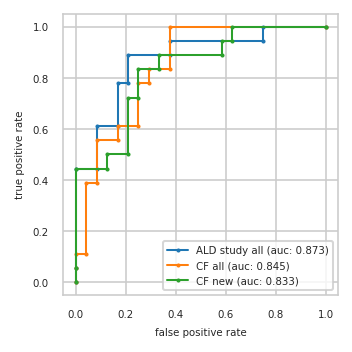 true positive rate
1.0
0.8
0.6
0.4
0.2
0.0
ALD study all (auc: 0.873)
CF all (auc: 0.845)
CF new (auc: 0.833)
0.0 0.2 0.4 0.6 0.8 1.0
false positive rate